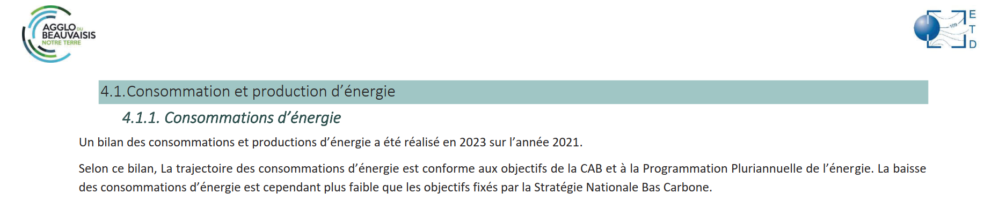 AGGLO DU
BEAUVAISIS
NOTRE TERRE
E
109
T
D
4.1.Consommation et production d’énergie
4.1.1. Consommations d’énergie
Un bilan des consommations et productions d’énergie a été réalisé en 2023 sur l’année 2021.
Selon ce bilan, La trajectoire des consommations d’énergie est conforme aux objectifs de la CAB et à la Programmation Pluriannuelle de l’énergie. La baisse
des consommations d’énergie est cependant plus faible que les objectifs fixés par la Stratégie Nationale Bas Carbone.